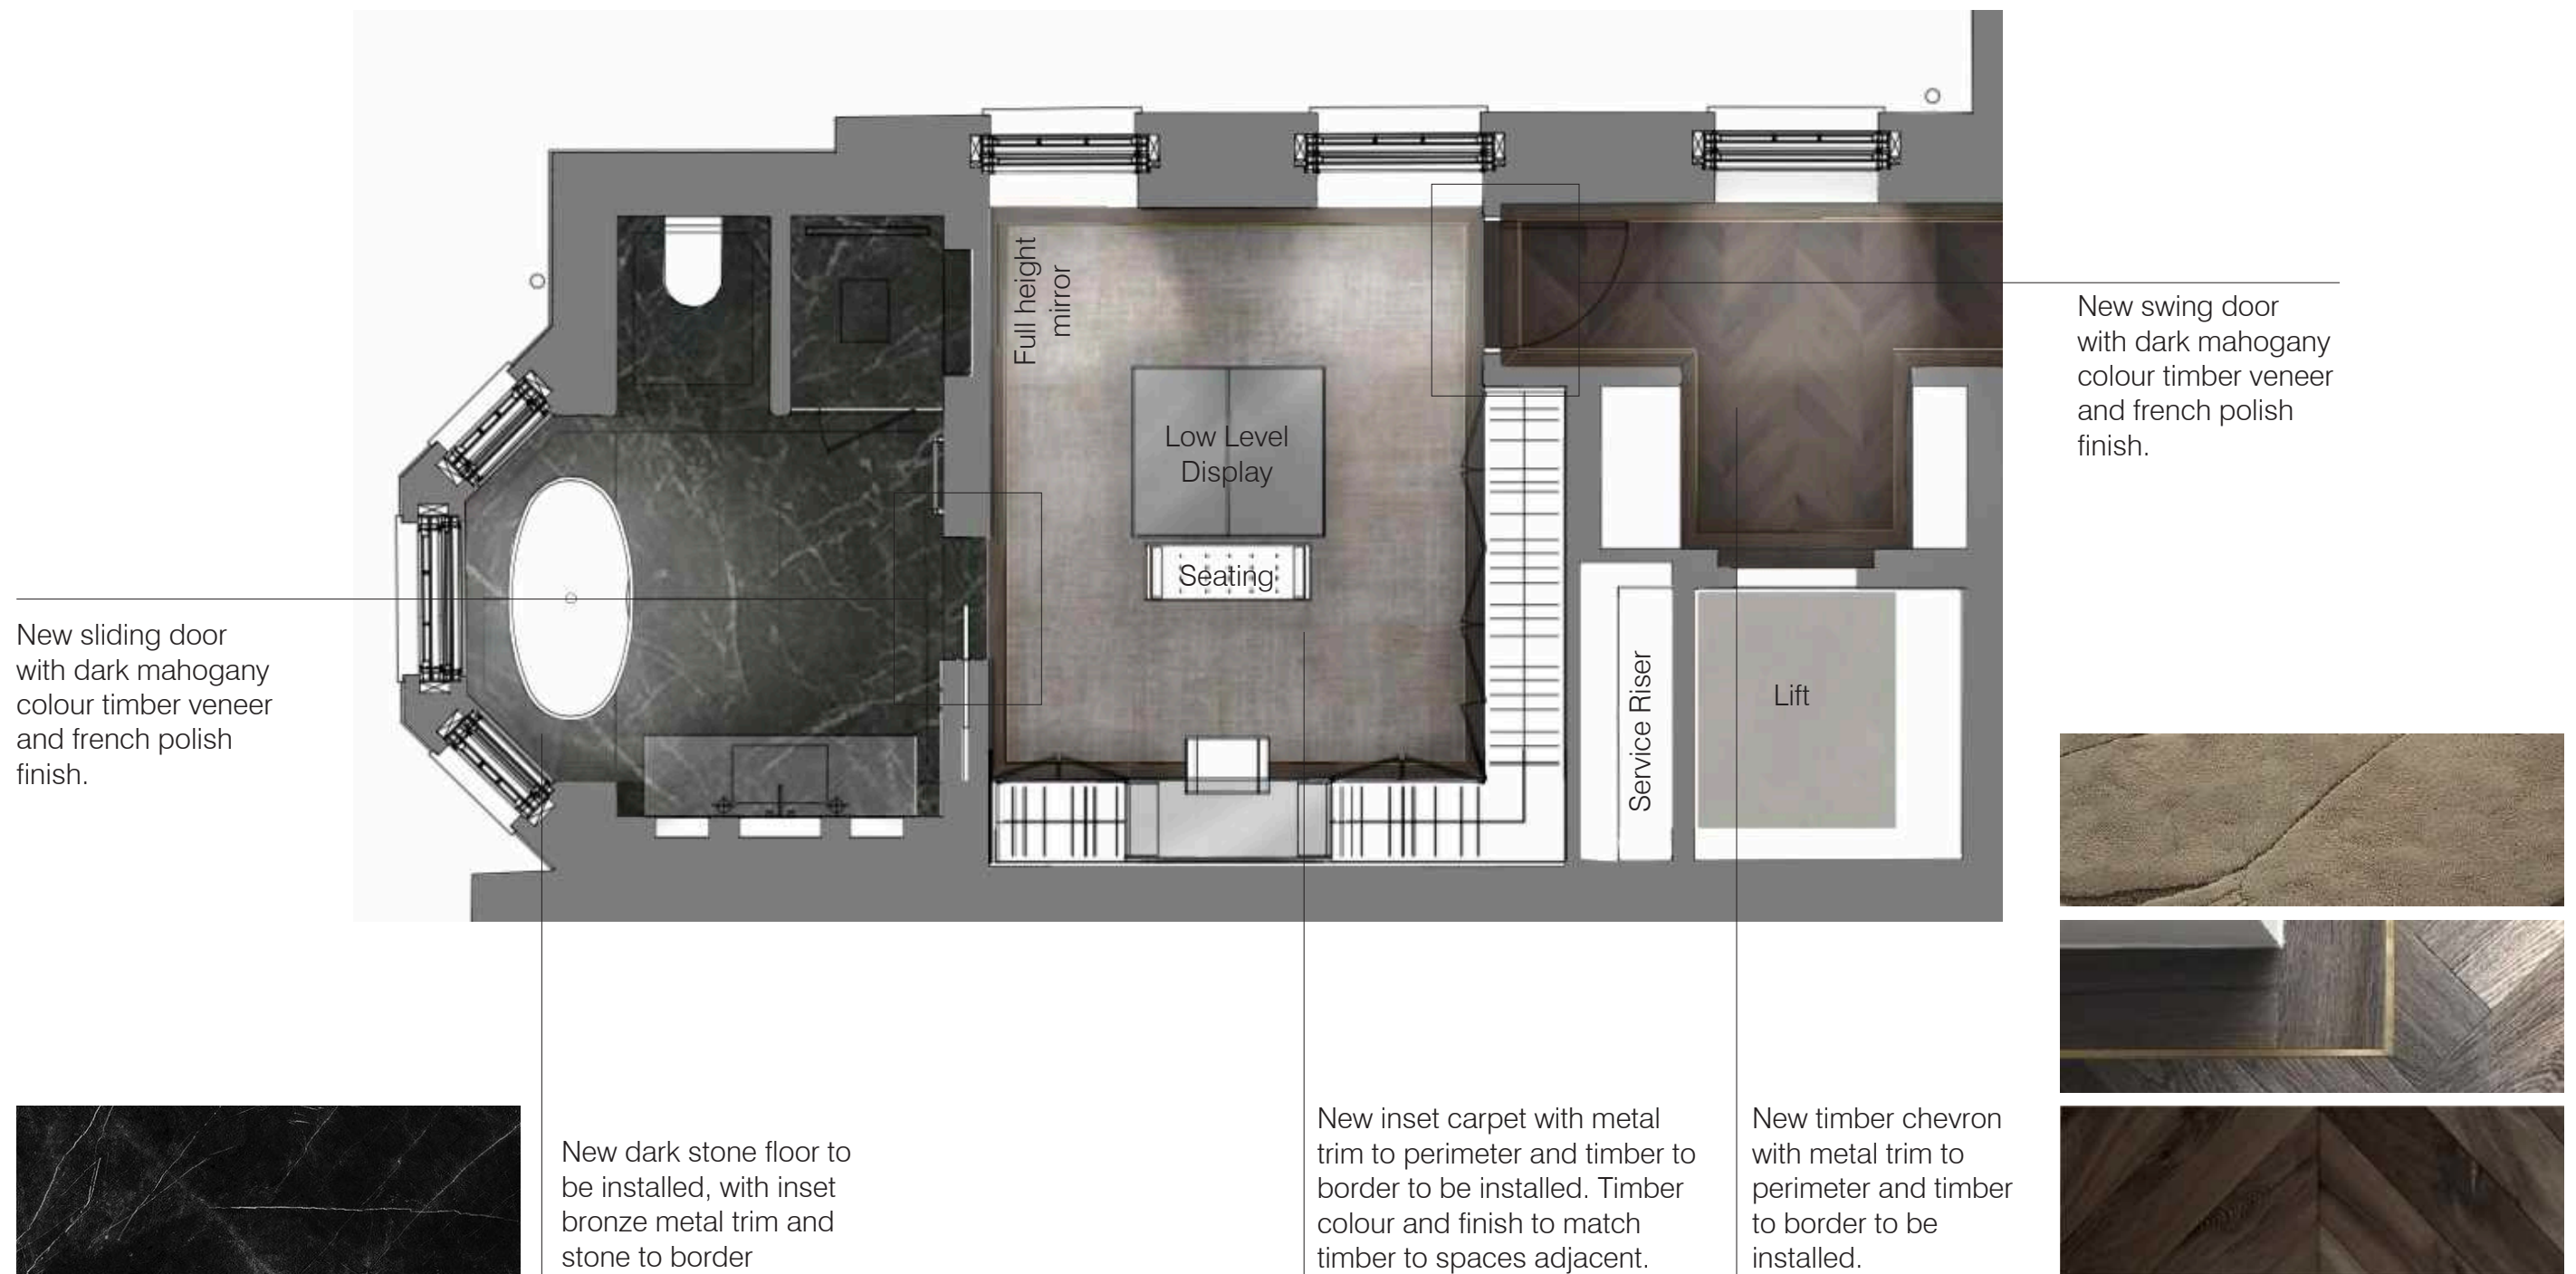 Full height
mirror
Low Level
Display
Seating
Service Riser
Lift
New swing door
with dark mahogany
colour timber veneer
and french polish
finish.
New sliding door
with dark mahogany
colour timber veneer
and french polish
finish.
New dark stone floor to
be installed, with inset
bronze metal trim and
stone to border
New inset carpet with metal
trim to perimeter and timber to
border to be installed. Timber
colour and finish to match
timber to spaces adjacent.
New timber chevron
with metal trim to
perimeter and timber
to border to be
installed.